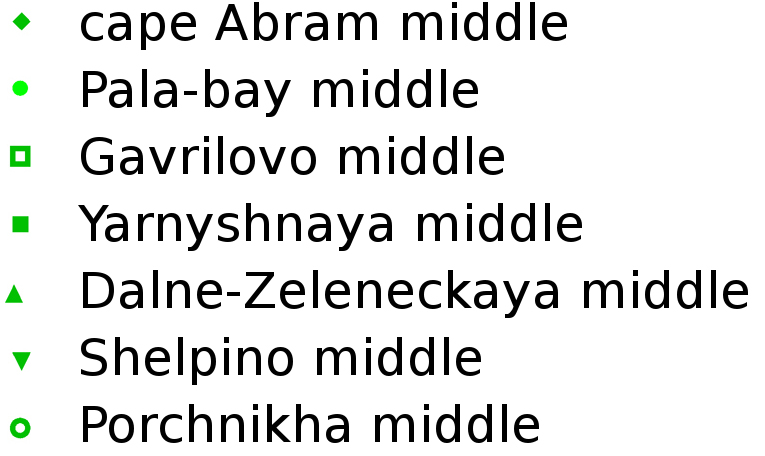 cape Abram middle
Pala-bay middle
Gavrilovo middle
Yarnyshnaya middle
Dalne-Zeleneckaya middle
Shelpino middle
Porchnikha middle